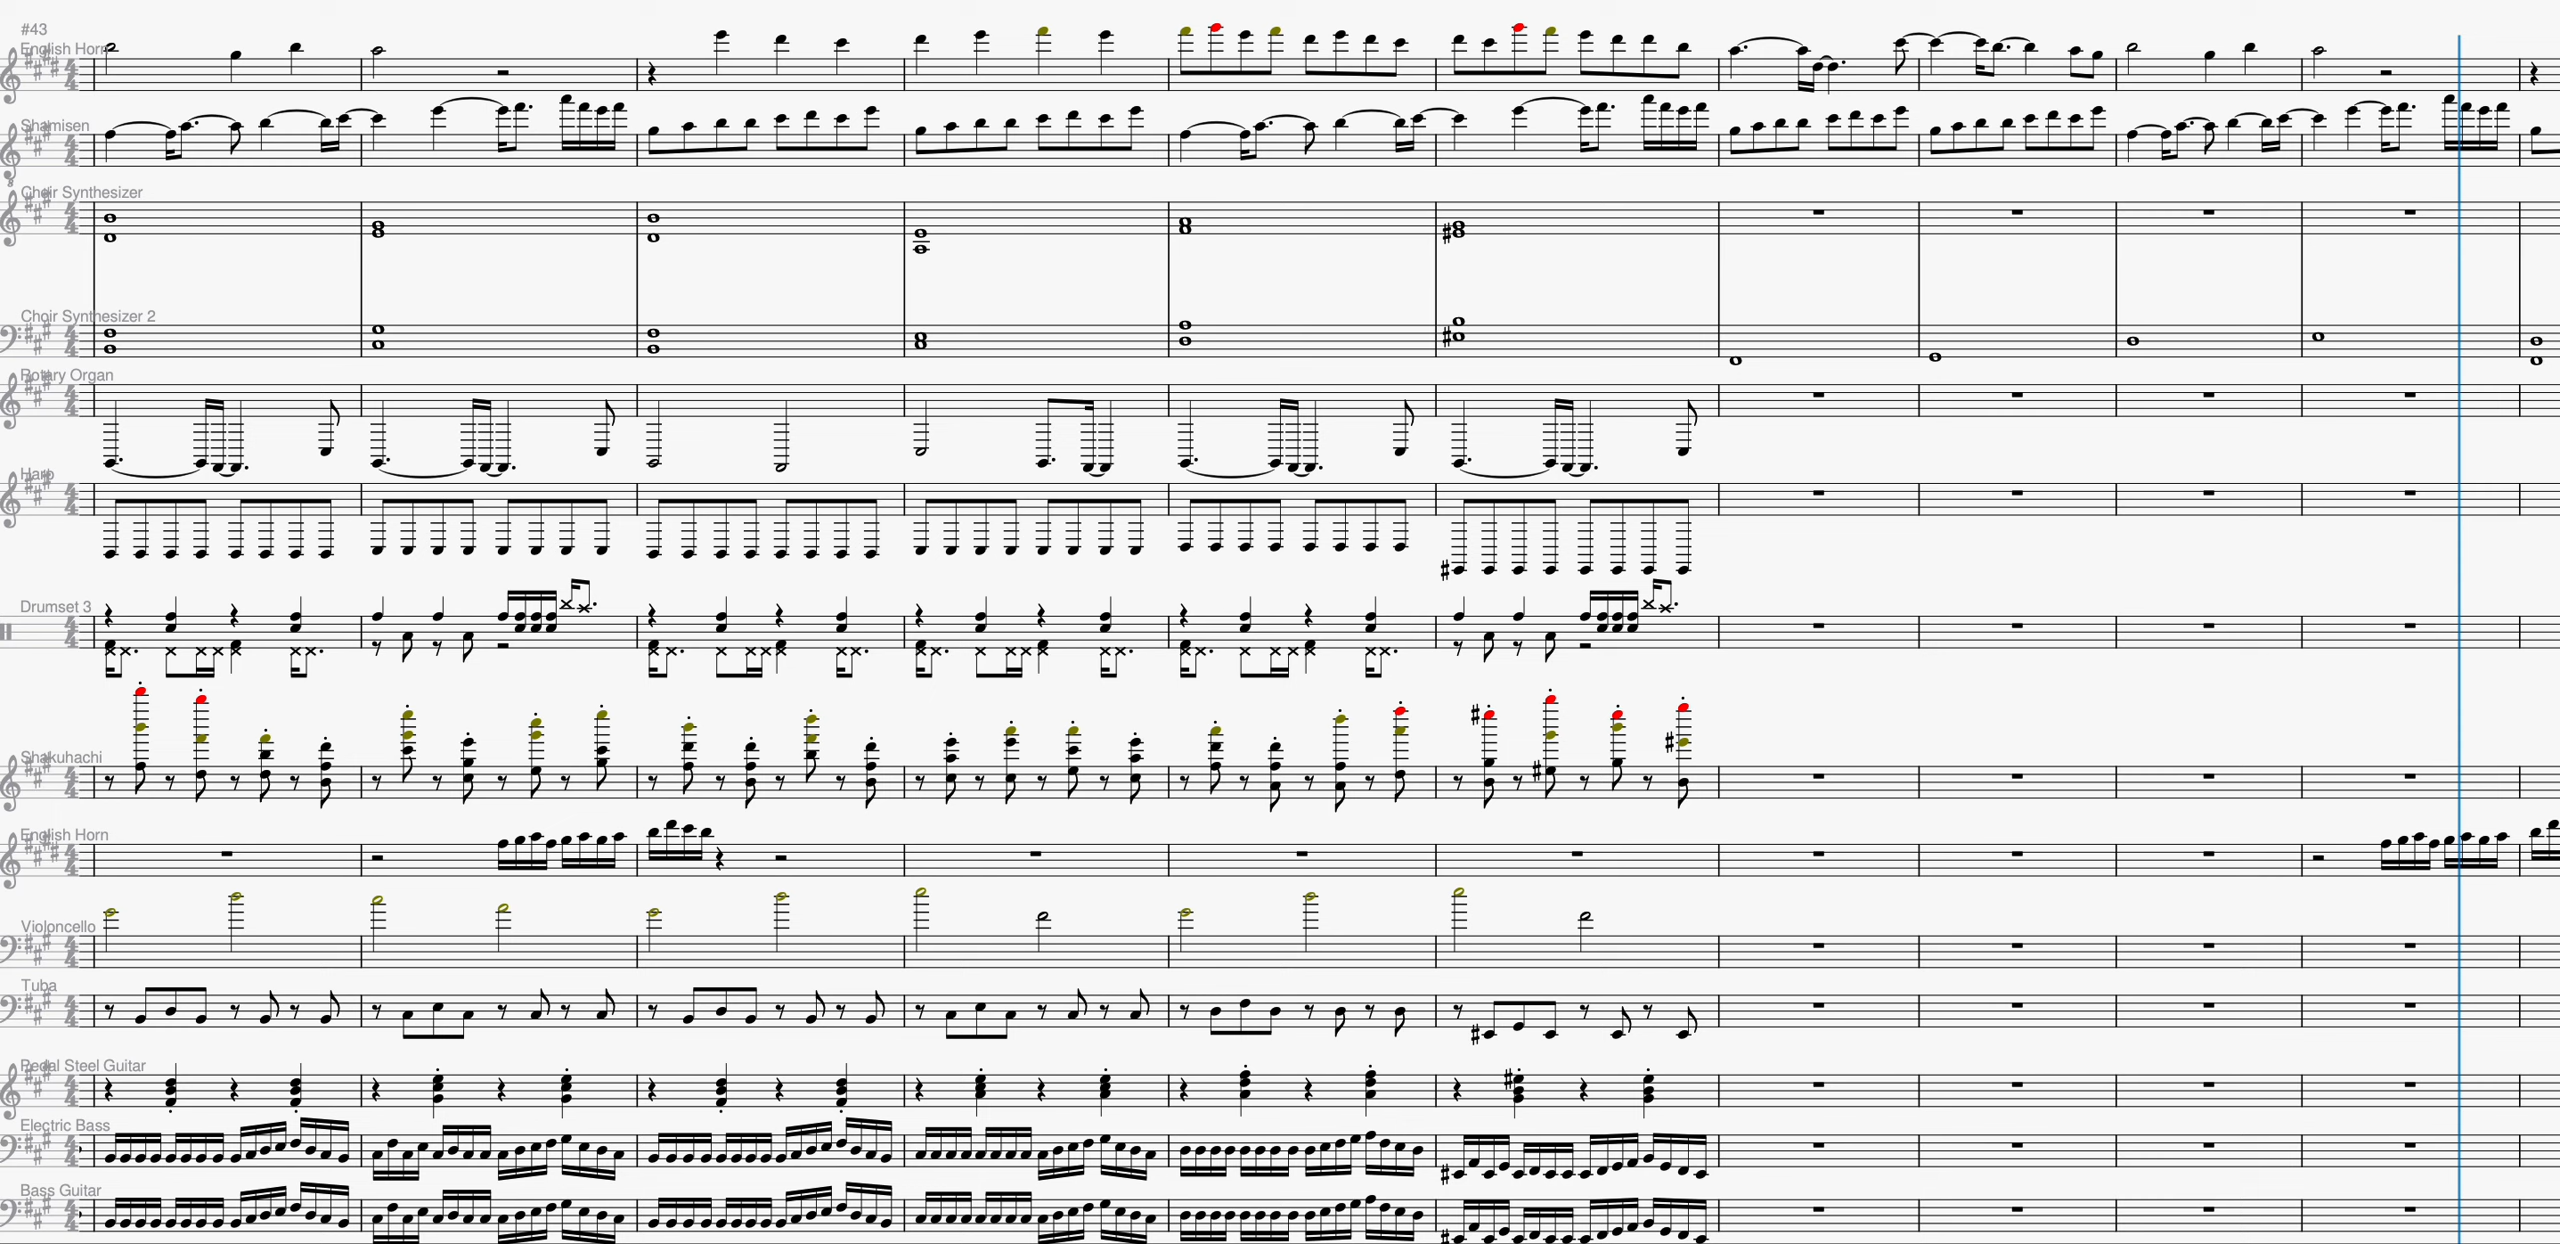 #43
English Horn
Shamisen
Choir Synthesizer
Choir Synthesizer 2
Rotary Organ
Harp
Drumset 3
Shakuhachi
English Horn
Violoncello
Tuba
Pedal Steel Guitar
Electric Bass
Bass Guitar